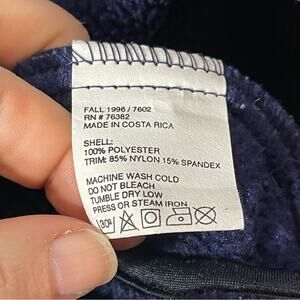 FALL 1996 / 7602
RN # 76382
MADE IN COSTA RICA
SHELL:
100% POLYESTER
TRIM: 85% NYLON 15% SPANDEX
MACHINE WASH COLD
DO NOT BLEACH
TUMBLE DRY LOW
PRESS OR STEAM IRON
30°